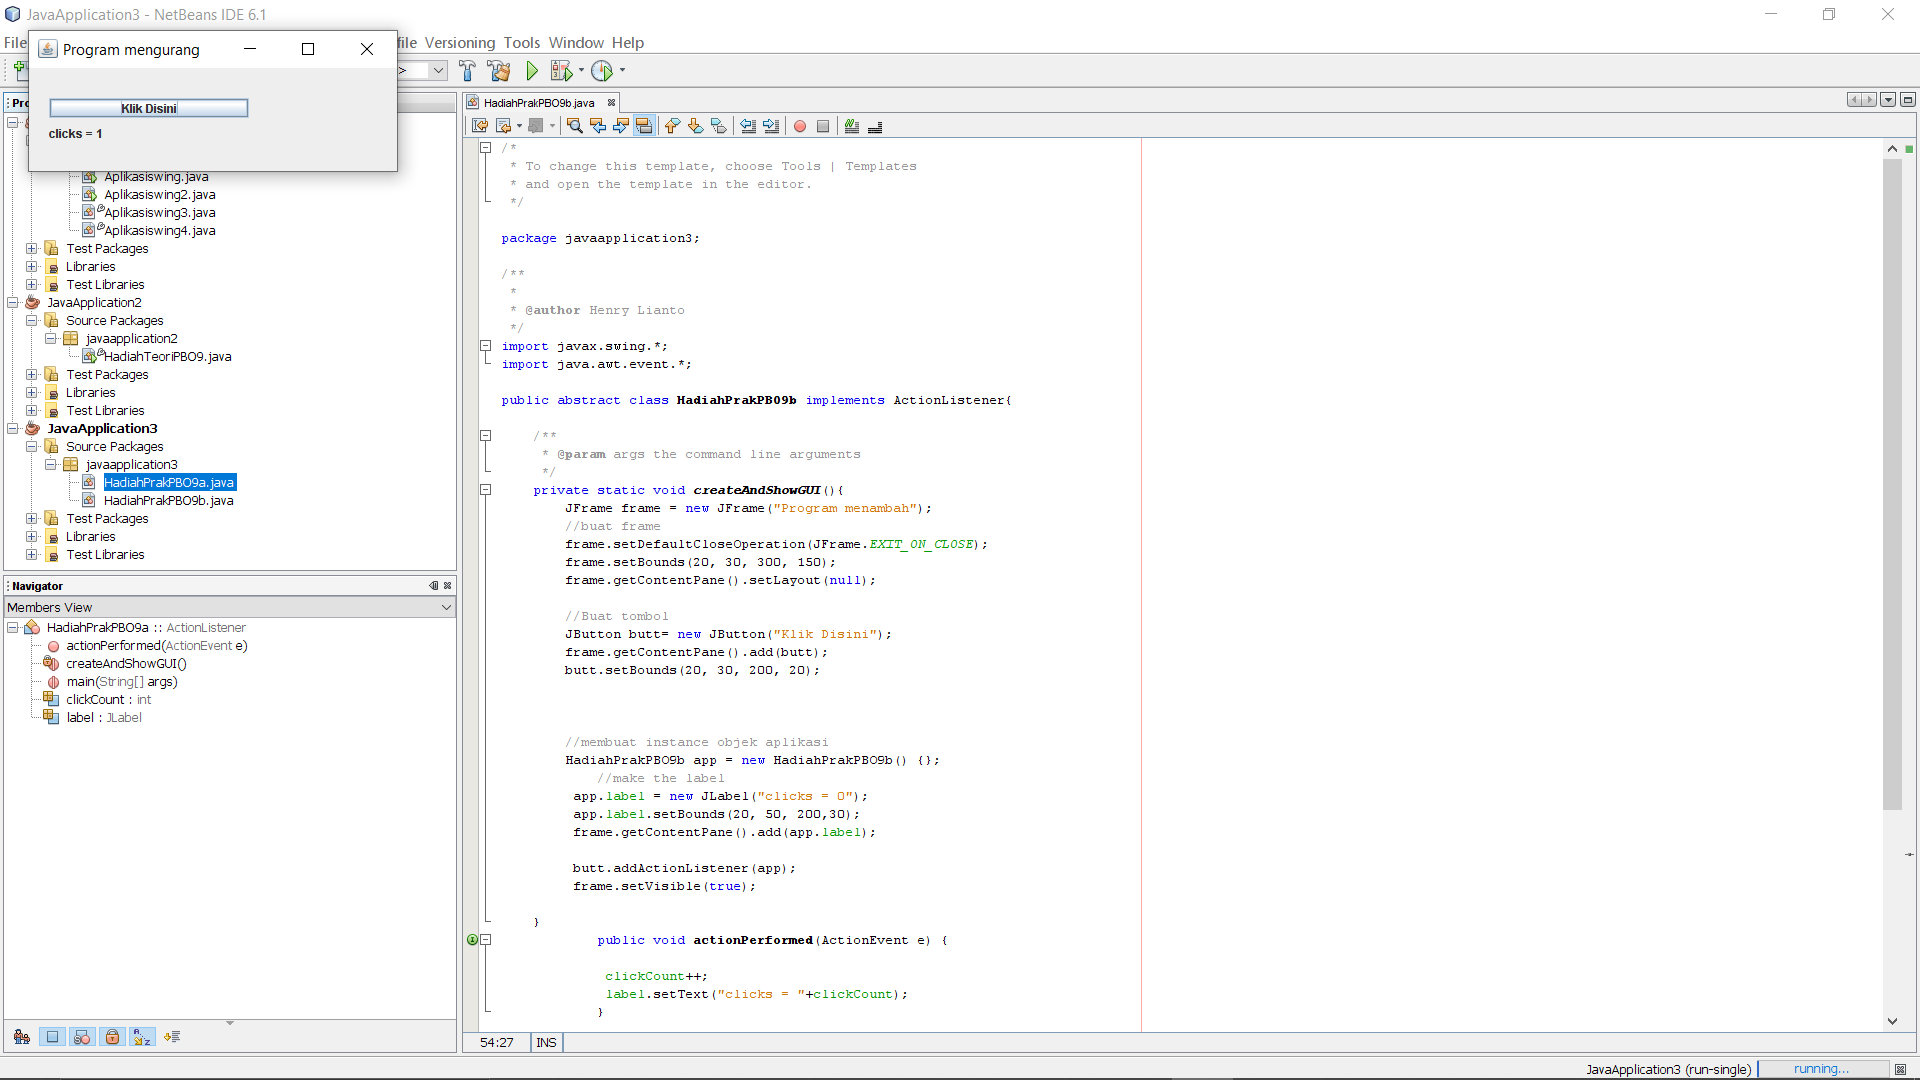 JavaApplication3 - NetBeans IDE 6.1
File
file Versioning Tools Window Help
Program mengurang
Klik Disini
clicks = 1
Pro
Aplikasiswing.java
Aplikasiswing2.java
Aplikasiswing3.java
Aplikasiswing4.java
Test Packages
Libraries
Test Libraries
JavaApplication2
Source Packages
javaapplication2
HadiahTeoriPBO9.java
Test Packages
Libraries
Test Libraries
JavaApplication3
Source Packages
javaapplication3
HadiahPrakPBO9a.java
HadiahPrakPBO9b.java
Test Packages
Libraries
Test Libraries
Navigator
Members View
HadiahPrakPBO9a :: ActionListener
actionPerformed(ActionEvent e)
createAndShowGUI()
main(String[] args)
clickCount : int
label : JLabel
HadiahPrakPBO9b.java
/*
* To change this template, choose Tools | Templates
* and open the template in the editor.
*/
package javaapplication3;
/**
*
* @author Henry Lianto
*/
import javax.swing.*;
import java.awt.event.*;
public abstract class HadiahPrakPBO9b implements ActionListener{
/**
* @param args the command line arguments
*/
private static void createAndShowGUI(){
JFrame frame = new JFrame("Program menambah");
//buat frame
frame.setDefaultCloseOperation(JFrame.EXIT_ON_CLOSE);
frame.setBounds(20, 30, 300, 150);
frame.getContentPane().setLayout(null);
//Buat tombol
JButton butt= new JButton("Klik Disini");
frame.getContentPane().add(butt);
butt.setBounds(20, 30, 200, 20);
//membuat instance objek aplikasi
HadiahPrakPBO9b app = new HadiahPrakPBO9b() {};
//make the label
app.label = new JLabel("clicks = 0");
app.label.setBounds(20, 50, 200,30);
frame.getContentPane().add(app.label);
butt.addActionListener(app);
frame.setVisible(true);
}
public void actionPerformed(ActionEvent e) {
clickCount++;
label.setText("clicks = "+clickCount);
}
54:27 INS
JavaApplication3 (run-single) running...